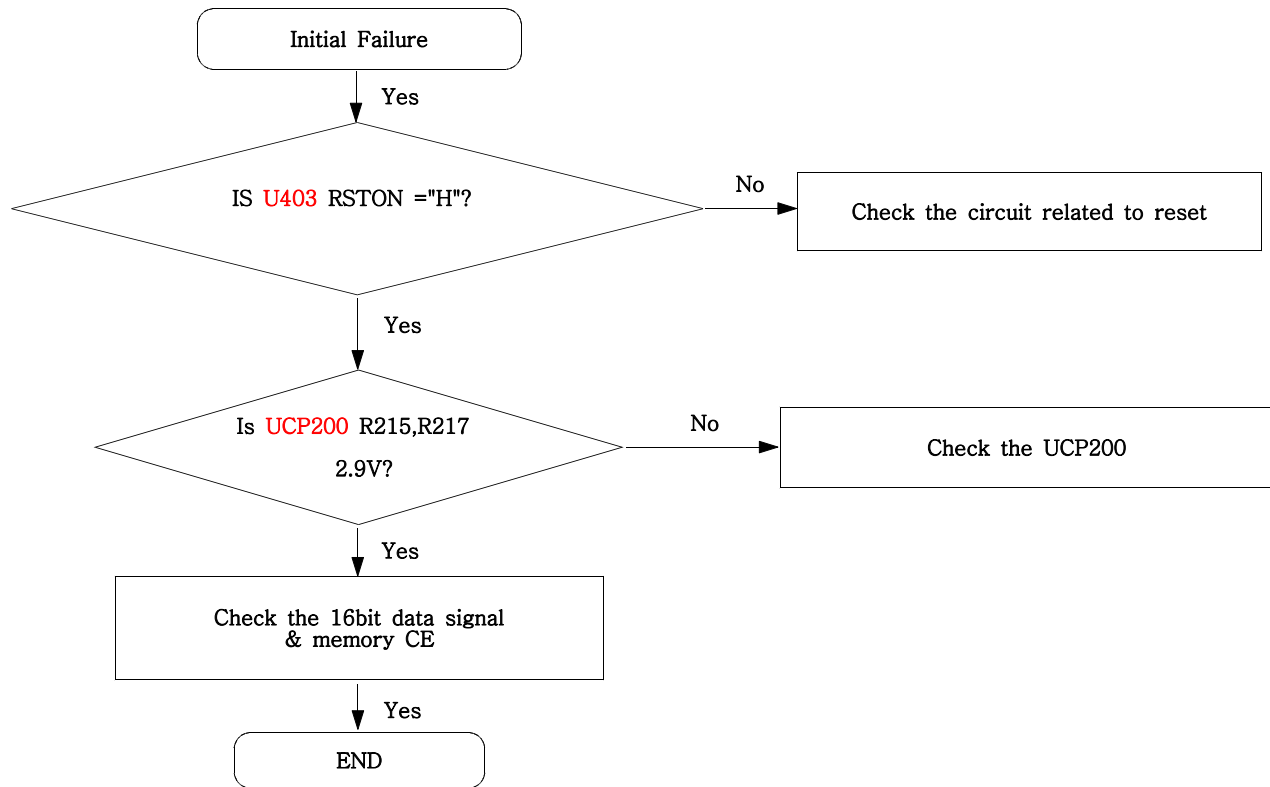 Initial Failure
Yes
IS U403 RSTON ="H"?
No
Check the circuit related to reset
Yes
Is UCP200 R215,R217
2.9V?
No
Check the UCP200
Yes
Check the 16bit data signal
& memory CE
Yes
END